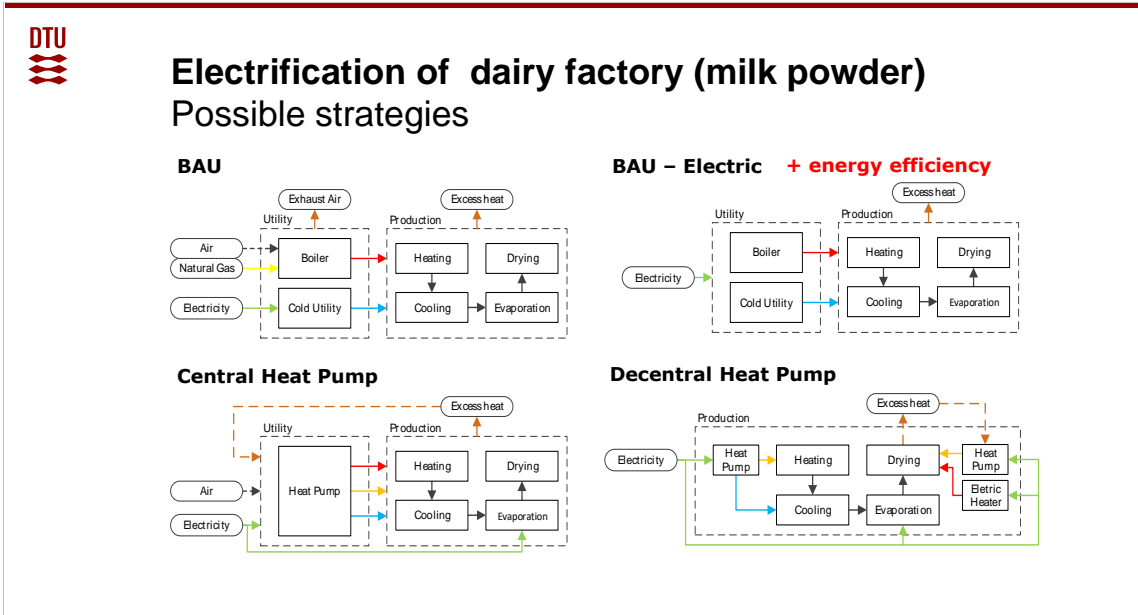 DTU
Electrification of dairy factory (milk powder)
Possible strategies
BAU
Exhaust Air
Excess heat
Utility
Production
Air
Natural Gas
Boiler
Heating
Drying
Electricity
Cold Utility
Cooling
Evaporation
BAU – Electric + energy efficiency
Excess heat
Utility
Production
Boiler
Heating
Drying
Electricity
Cold Utility
Cooling
Evaporation
Central Heat Pump
Excess heat
Utility
Production
Heating
Drying
Air
Heat Pump
Electricity
Cooling
Evaporation
Decentral Heat Pump
Excess heat
Production
Electricity
Heat
Pump
Heating
Drying
Heat
Pump
Eletric
Heater
Cooling
Evaporation